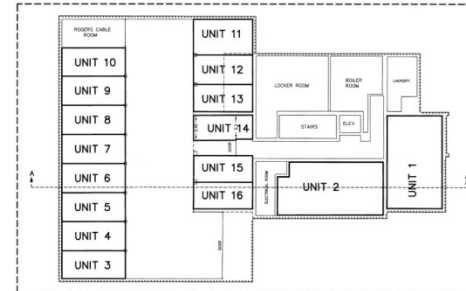 ROGERS CABLE
ROOM
UNIT 10
UNIT 9
UNIT 8
UNIT 7
UNIT 6
UNIT 5
UNIT 4
UNIT 3
UNIT 11
UNIT 12
UNIT 13
UNIT 14
DOOR
UNIT 15
UNIT 16
DOOR
LOCKER ROOM
BOILER
ROOM
LAUNDRY
STAIRS
ELEV.
ELECTRICAL ROOM
UNIT 2
UNIT 1
A